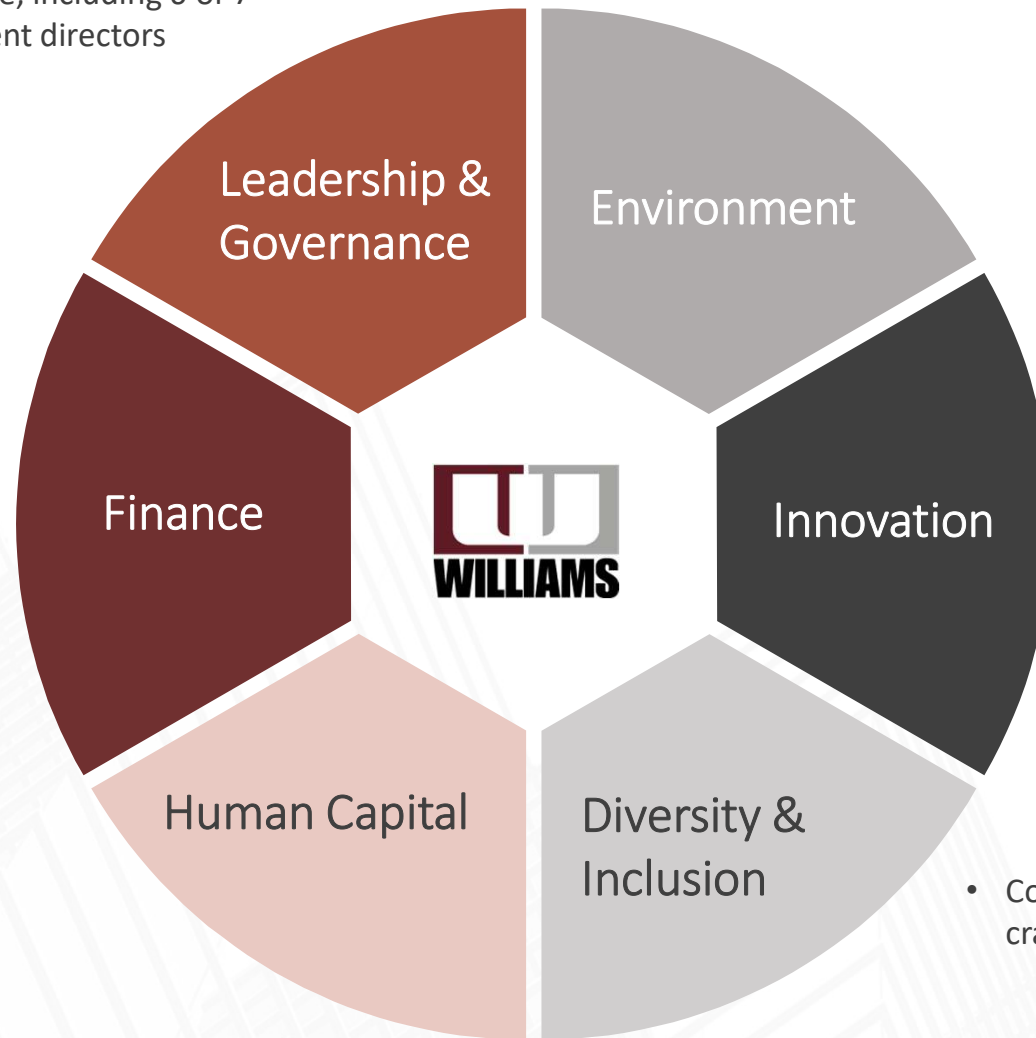 ent directors
Leadership &
Governance
Environment
Finance
Innovation
WILLIAMS
Human Capital
Diversity &
Inclusion
•